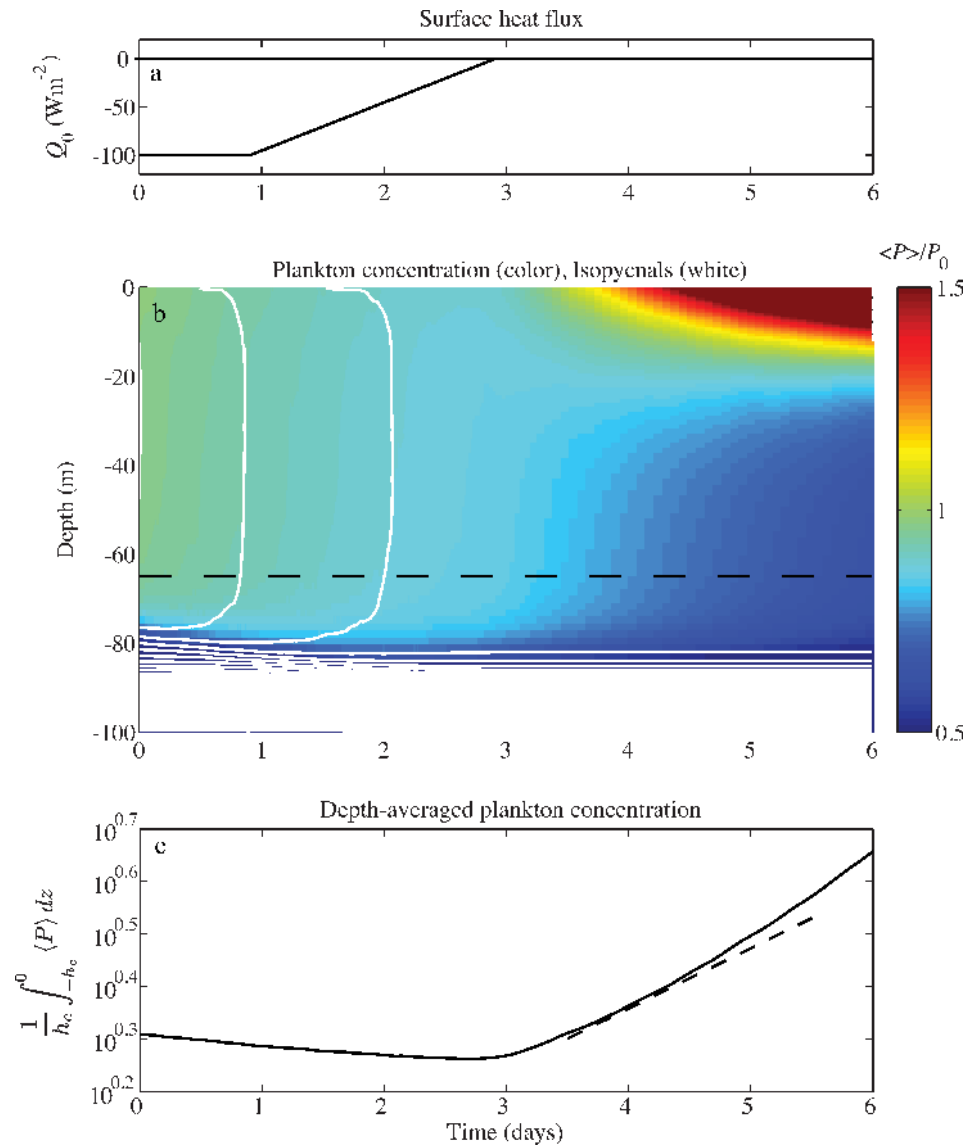 Surface heat flux
a
Q₀ (Wm⁻²)
0
-50
-100
0 1 2 3 4 5 6
<P>/P₀
Plankton concentration (color), Isopycnals (white)
b
Depth (m)
0
-20
-40
-60
-80
-100
0 1 2 3 4 5 6
1.5
1
0.5
Depth-averaged plankton concentration
c
1/h_c ∫_{-h_c}^{0} ⟨P⟩ dz
10^0.7
10^0.6
10^0.5
10^0.4
10^0.3
10^0.2
0 1 2 3 4 5 6
Time (days)